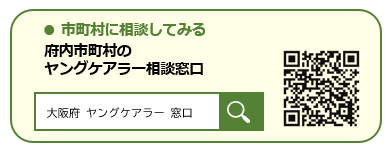 ● 市町村に相談してみる
府内市町村の
ヤングケアラー相談窓口
大阪府 ヤングケアラー 窓口